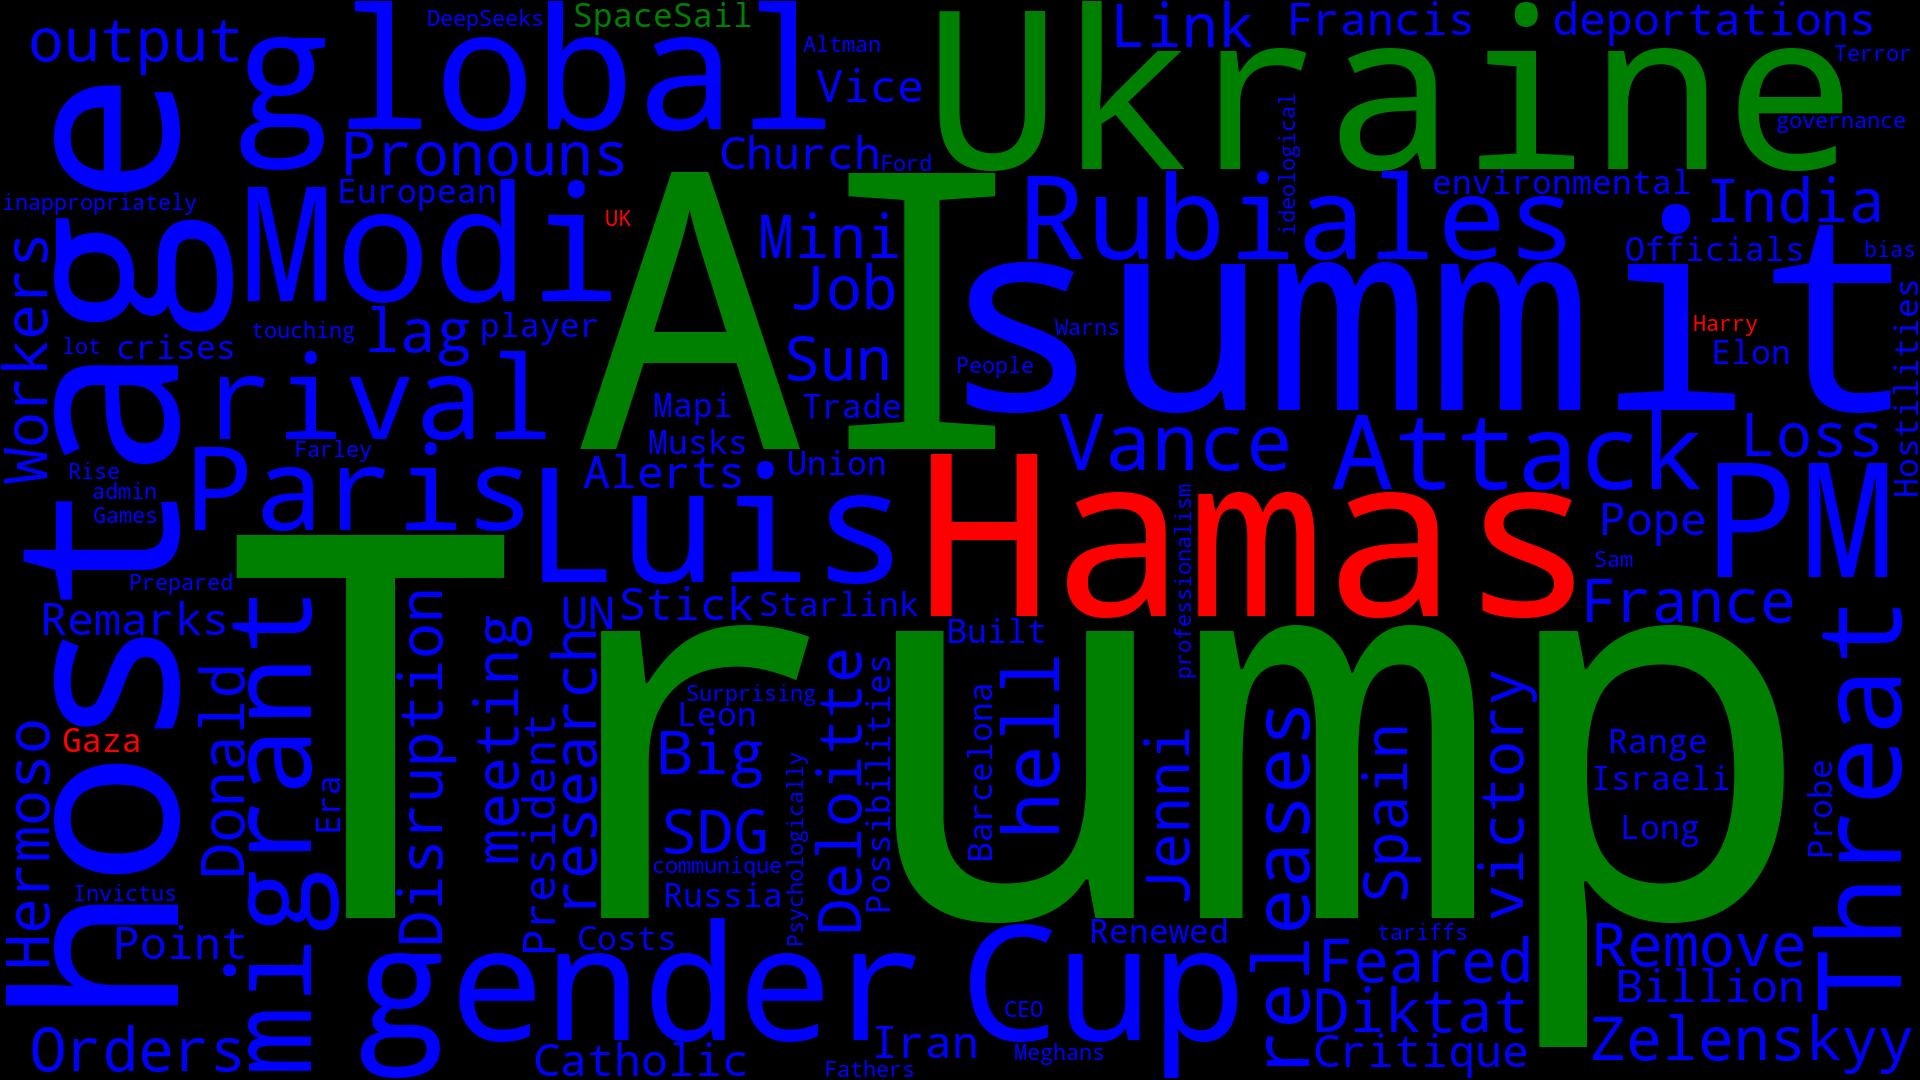 output
DeepSeeks
SpaceSail
global
Altman
Vice
Ukraine
Link
Francis
deportations
Terror
governance
Pronouns
Church
Ford
ideological
European
inappropriately
Modi
UK
AI
Mini
Rubiales
environmental
India
Officials
bias
Workers
hostage
Job
summit
Harry
Elon
Hostilities
lot
crises
touching
lag
player
Sun
Warns
People
rival
Mapi
Trade
Musks
Vance
Attack
Loss
Farley
Rise
admin
Games
Paris
Alerts
Union
Luis
Hamas
professionalism
Pope
PM
Sam
Prepared
Remarks
UN
Stick
Starlink
France
Built
Trump
migrant
Donald
Era
Disruption
meeting
President
research
Surprising
Leon
Big
SDG
communique
Russia
Psychologically
Deloitte
Possibilities
Barcelona
hell
Jenni
releases
Spain
victory
Range
Israeli
Long
Probe
Threat
Gaza
Hermoso
Invictus
Point
Costs
Renewed
tariffs
Remove
Feared
Billion
gender
Cup
CEO
Diktat
Orders
Catholic
Iran
Meghans
Fathers
Critique
Zelenskyy